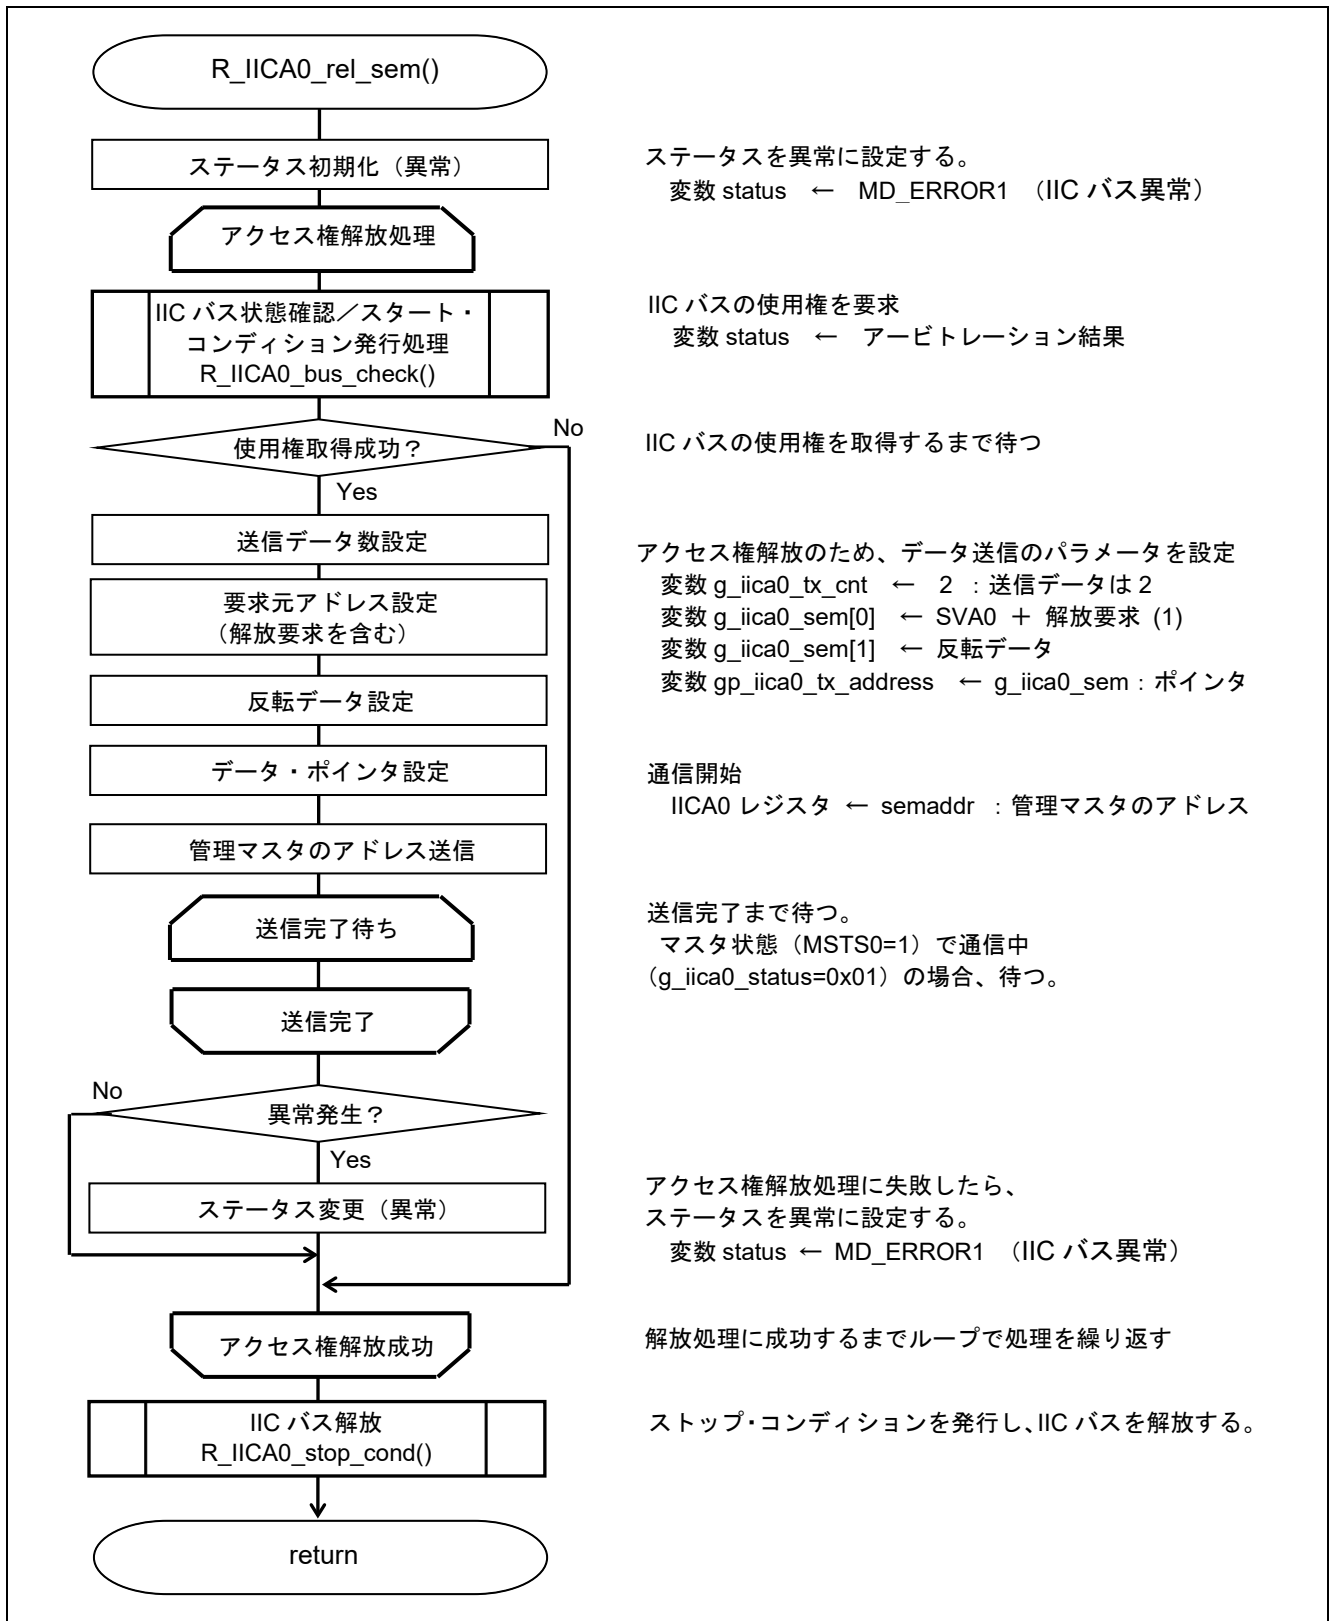 R_IICA0_rel_sem()
ステータス初期化（異常）
ステータスを異常に設定する。
変数 status ← MD_ERROR1 （IIC バス異常）
アクセス権解放処理
IIC バス状態確認／スタート・
コンディション発行処理
R_IICA0_bus_check()
IIC バスの使用権を要求
変数 status ← アービトレーション結果
使用権取得成功？
No
Yes
IIC バスの使用権を取得するまで待つ
送信データ数設定
要求元アドレス設定
（解放要求を含む）
反転データ設定
データ・ポインタ設定
管理マスタのアドレス送信
アクセス権解放のため、データ送信のパラメータを設定
変数 g_iica0_tx_cnt ← 2 ：送信データは 2
変数 g_iica0_sem[0] ← SVA0 ＋ 解放要求 (1)
変数 g_iica0_sem[1] ← 反転データ
変数 gp_iica0_tx_address ← g_iica0_sem：ポインタ
通信開始
IICA0 レジスタ ← semaddr ：管理マスタのアドレス
送信完了待ち
送信完了
送信完了まで待つ。
マスタ状態（MSTS0=1）で通信中
（g_iica0_status=0x01）の場合、待つ。
No
異常発生？
Yes
ステータス変更（異常）
アクセス権解放処理に失敗したら、
ステータスを異常に設定する。
変数 status ← MD_ERROR1 （IIC バス異常）
アクセス権解放成功
解放処理に成功するまでループで処理を繰り返す
IIC バス解放
R_IICA0_stop_cond()
ストップ・コンディションを発行し、IIC バスを解放する。
return